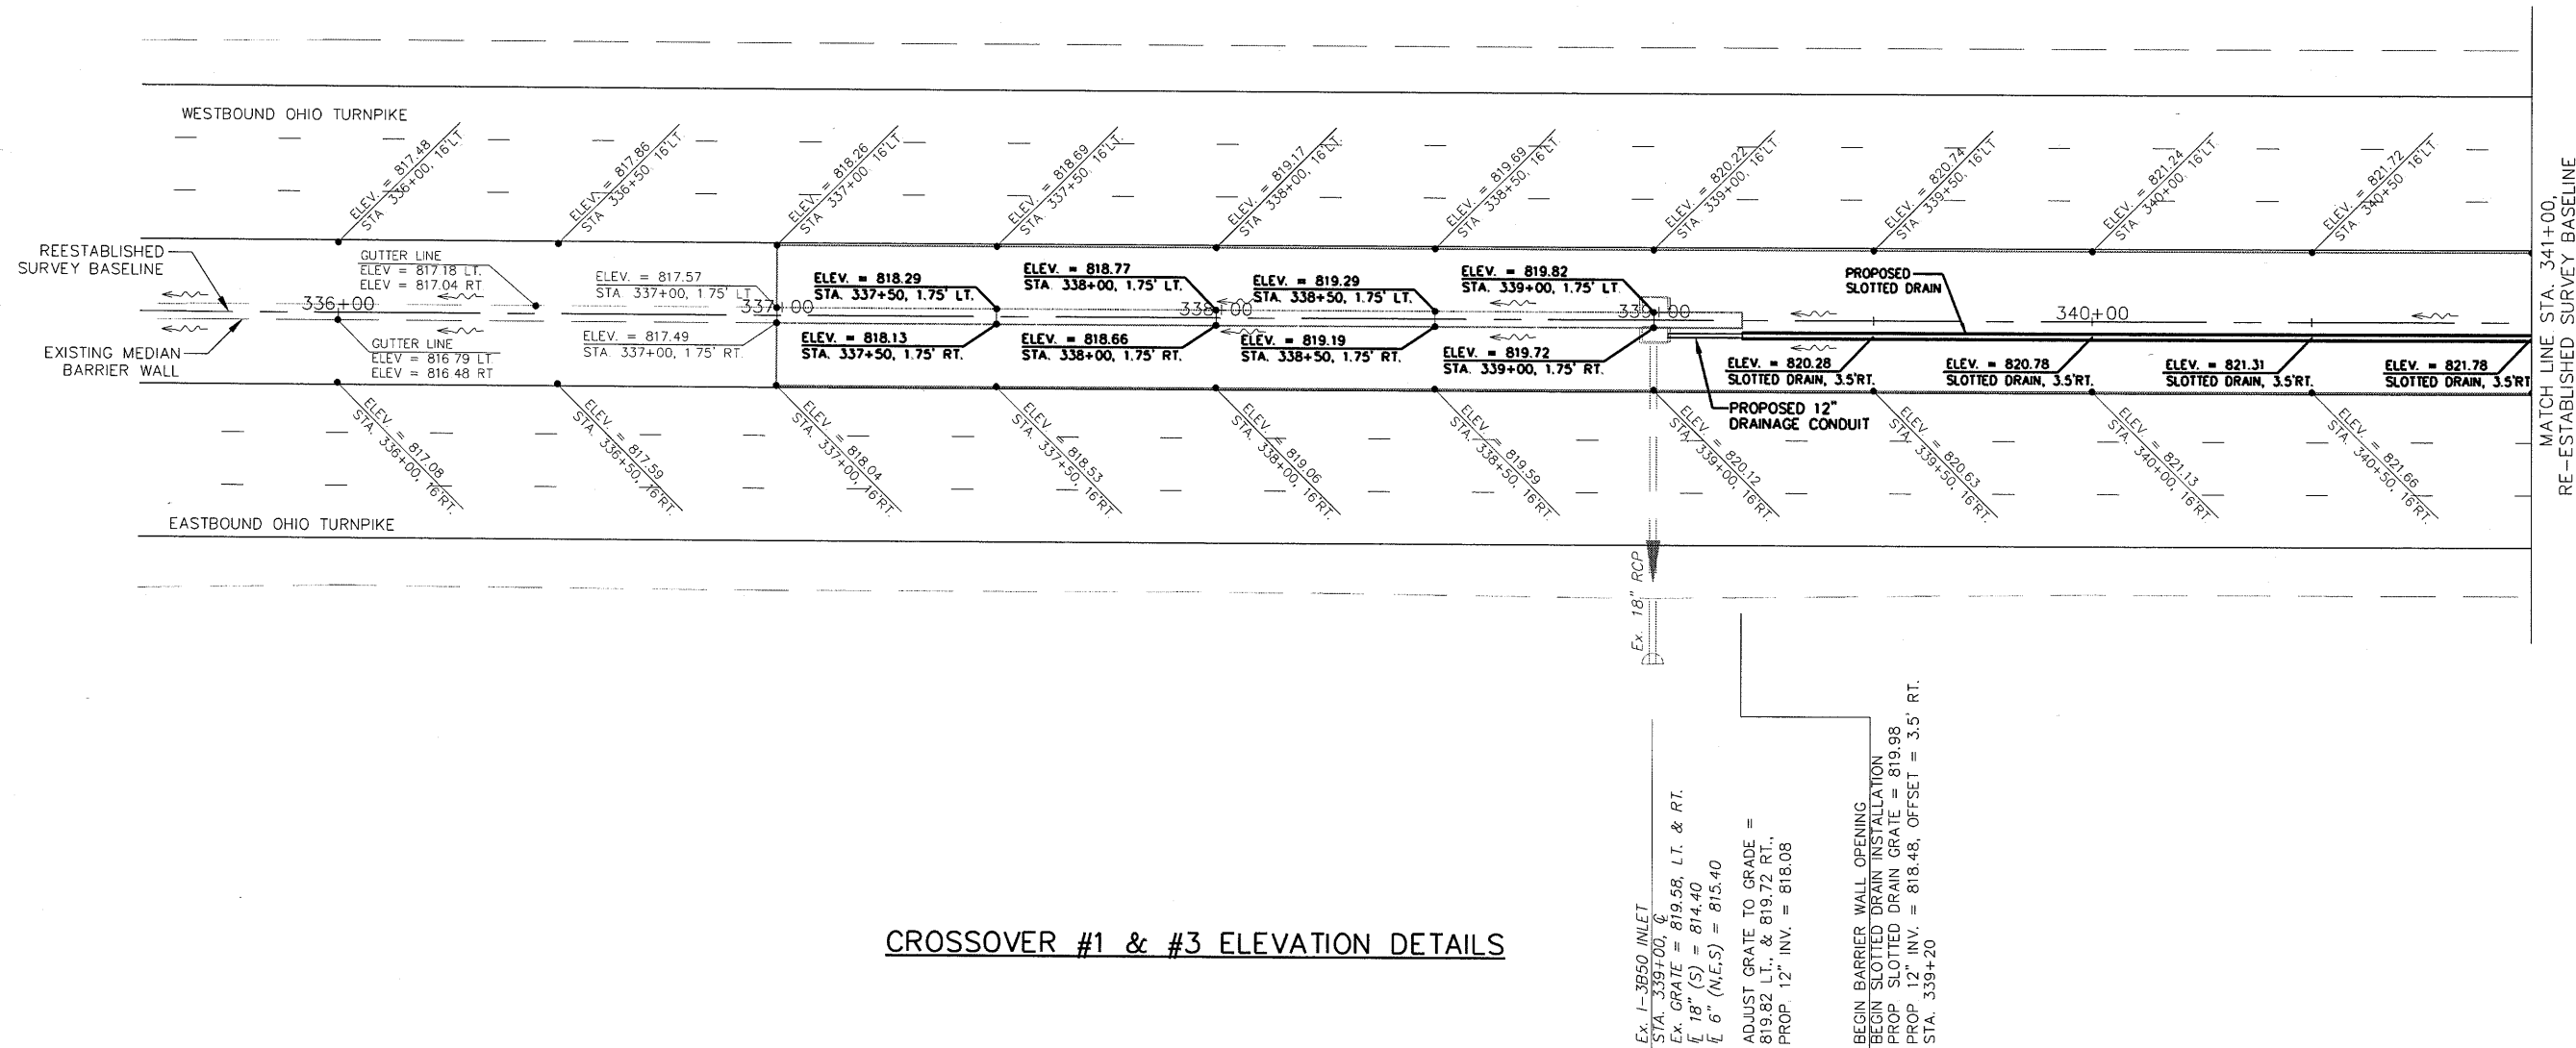 WESTBOUND OHIO TURNPIKE
ELEV. = 817.48
STA. 336+00, 16'LT.
ELEV. = 817.86
STA. 336+50, 16'LT
ELEV. = 818.26
STA. 337+00, 16'LT
ELEV. = 818.69
STA. 337+50, 16'LT.
ELEV. = 819.17
STA. 338+00, 16'LT.
ELEV. = 819.69
STA. 338+50, 16'LT.
ELEV. = 820.22
STA. 339+00, 16'LT
ELEV. = 820.74
STA. 339+50, 16'LT
ELEV. = 821.24
STA. 340+00, 16'LT
ELEV. = 821.72
STA. 340+50 16'LT
REESTABLISHED
SURVEY BASELINE
GUTTER LINE
ELEV = 817 18 LT.
ELEV = 817.04 RT
ELEV. = 817.57
STA. 337+00, 1.75' LT
ELEV. = 818.29
STA. 337+50, 1.75' LT.
ELEV. = 818.77
STA. 338+00, 1.75' LT.
ELEV. = 819.29
STA. 338+50, 1.75' LT.
ELEV. = 819.82
STA. 339+00, 1.75' LT.
PROPOSED
SLOTTED DRAIN
336+00
337+00
338+00
339+00
340+00
EXISTING MEDIAN
BARRIER WALL
GUTTER LINE
ELEV = 816 79 LT
ELEV = 816 48 RT
ELEV. = 817.49
STA. 337+00, 1 75' RT.
ELEV. = 818.13
STA. 337+50, 1.75' RT.
ELEV. = 818.66
STA. 338+00, 1.75' RT.
ELEV. = 819.19
STA. 338+50, 1.75' RT.
ELEV. = 819.72
STA. 339+00, 1.75' RT.
ELEV. = 820.28
SLOTTED DRAIN, 3.5'RT.
ELEV. = 820.78
SLOTTED DRAIN, 3.5'RT.
ELEV. = 821.31
SLOTTED DRAIN, 3.5'RT.
ELEV. = 821.78
SLOTTED DRAIN, 3.5'RT
PROPOSED 12"
DRAINAGE CONDUIT
ELEV. = 817.08
STA. 336+00, 16'RT.
ELEV. = 817.59
STA. 336+50, 16'RT.
ELEV. = 818.04
STA. 337+00, 16'RT.
ELEV. = 818.53
STA. 337+50, 16'RT.
ELEV. = 819.06
STA. 338+00, 16'RT.
ELEV. = 819.59
STA. 338+50, 16'RT.
ELEV. = 820.12
STA. 339+00, 16'RT.
ELEV. = 820.63
STA. 339+50, 16'RT.
ELEV. = 821.13
STA. 340+00, 16'RT.
ELEV. = 821.66
STA. 340+50, 16'RT.
EASTBOUND OHIO TURNPIKE
MATCH LINE STA. 341+00,
RE-ESTABLISHED SURVEY BASELINE
Ex. 18" RCP
CROSSOVER #1 & #3 ELEVATION DETAILS
Ex. I-3B50 INLET
STA. 339+00, ℄
Ex. GRATE = 819.58, LT. & RT.
18" (S) = 814.40
6" (N,E,S) = 815.40
ADJUST GRATE TO GRADE =
819.82 LT., & 819.72 RT.,
PROP. 12" INV. = 818.08
BEGIN BARRIER WALL OPENING
BEGIN SLOTTED DRAIN INSTALLATION
PROP SLOTTED DRAIN GRATE = 819.98
PROP 12" INV. = 818.48, OFFSET = 3.5' RT.
STA. 339+20